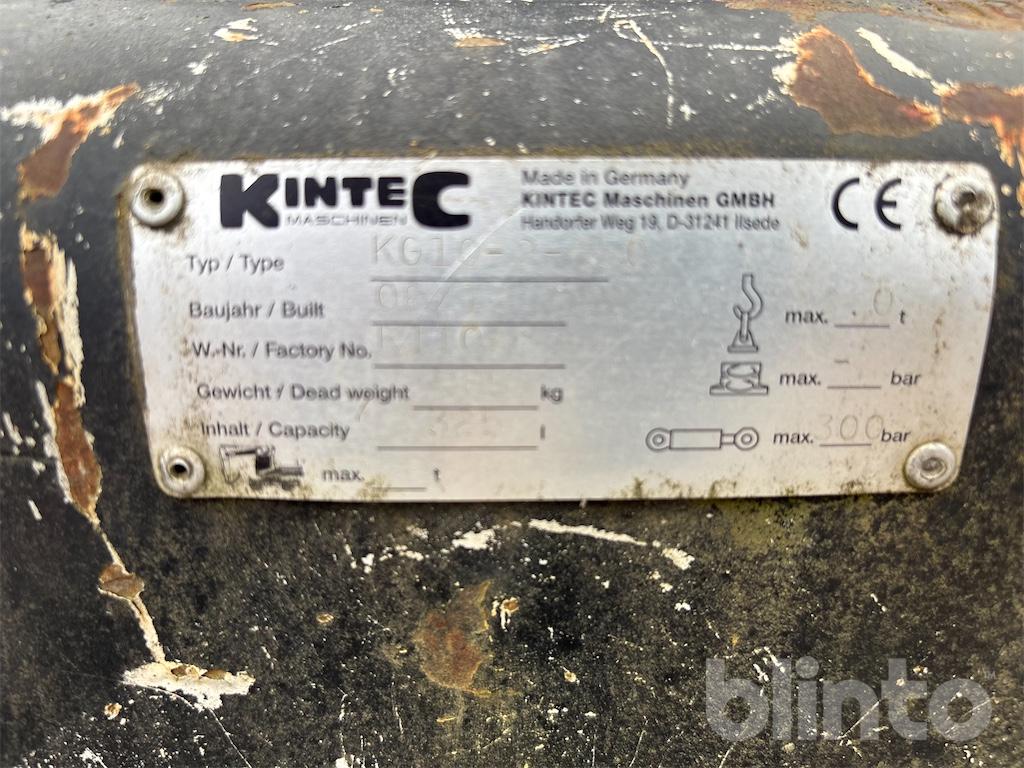 KINTEC
MASCHINEN
Made in Germany
KINTEC Maschinen GMBH
Handorfer Weg 19, D-31241 Ilsede
CE
Typ / Type
Baujahr / Built
W.-Nr. / Factory No.
Gewicht / Dead weight kg
Inhalt / Capacity l
max. t
max. t
max. - bar
max. 300 bar
blinto